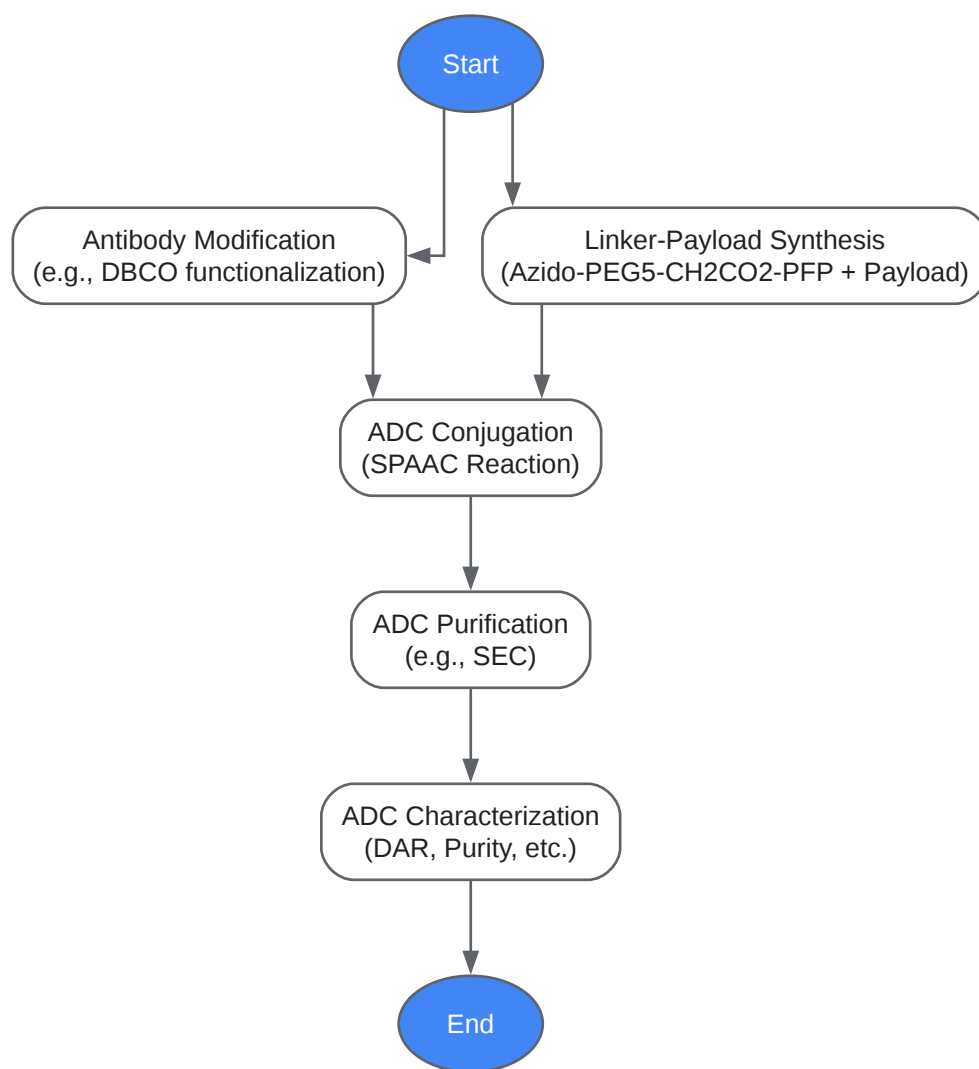 Start
Antibody Modification
(e.g., DBCO functionalization)
Linker-Payload Synthesis
(Azido-PEG5-CH2CO2-PFP + Payload)
ADC Conjugation
(SPAAC Reaction)
ADC Purification
(e.g., SEC)
ADC Characterization
(DAR, Purity, etc.)
End